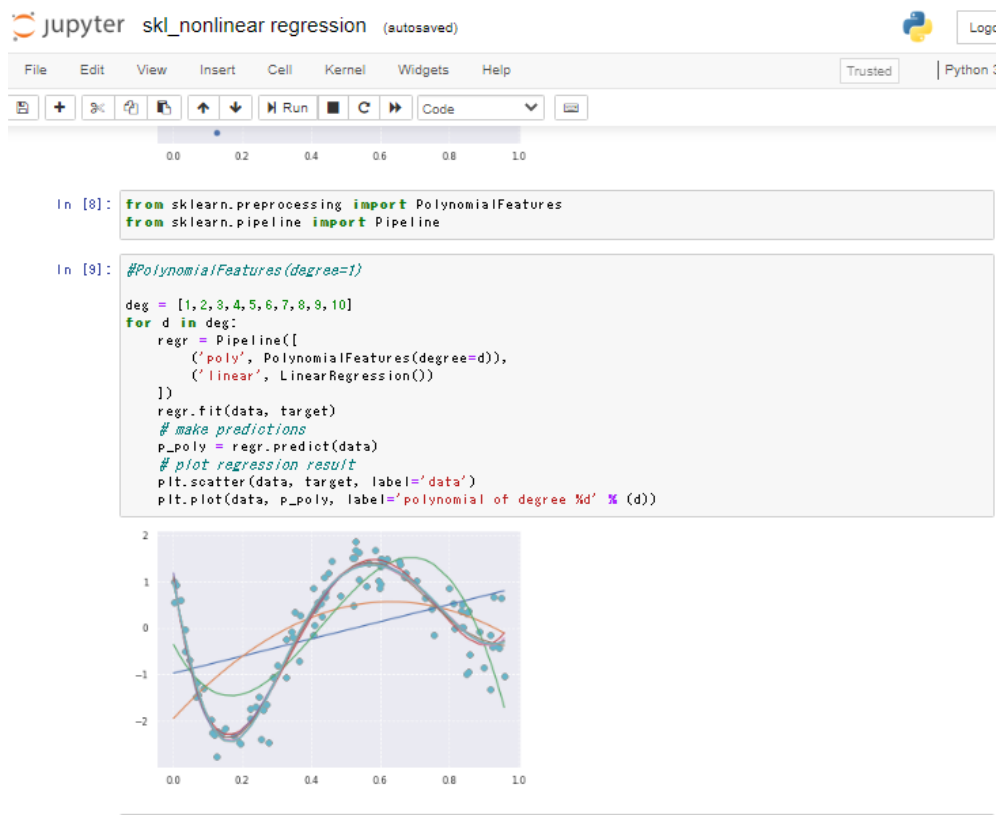 jupyter skl_nonlinear regression (autosaved)
File Edit View Insert Cell Kernel Widgets Help Trusted Python 3
Run Code
0.0 0.2 0.4 0.6 0.8 1.0
In [8]: from sklearn.preprocessing import PolynomialFeatures
from sklearn.pipeline import Pipeline
In [9]: #PolynomialFeatures(degree=1)
deg = [1,2,3,4,5,6,7,8,9,10]
for d in deg:
regr = Pipeline([
('poly', PolynomialFeatures(degree=d)),
('linear', LinearRegression())
])
regr.fit(data, target)
# make predictions
p_poly = regr.predict(data)
# plot regression result
plt.scatter(data, target, label='data')
plt.plot(data, p_poly, label='polynomial of degree %d' % (d))
2
1
0
−1
−2
0.0 0.2 0.4 0.6 0.8 1.0